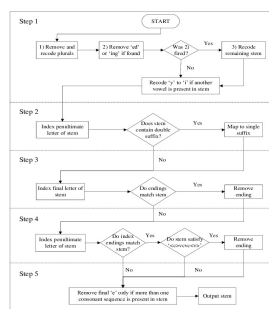 Step 1
START
1) Remove and
recode plurals
2) Remove 'ed'
or 'ing' if found
Was 2)
fired?
Yes
3) Recode
remaining stem
No
Recode 'y' to 'i' if another
vowel is present in stem
Step 2
Index penultimate
letter of stem
Does stem
contain double
suffix?
Yes
Map to single
suffix
No
Step 3
Index final letter of
stem
Do endings
match stem?
Yes
Remove
ending
No
Step 4
Index penultimate
letter of stem
Do index
endings match
stem?
Yes
Do stem satisfy
Yes
Remove
ending
No
No
Step 5
Remove final 'e' only if more than one
consonant sequence is present in stem
Output stem